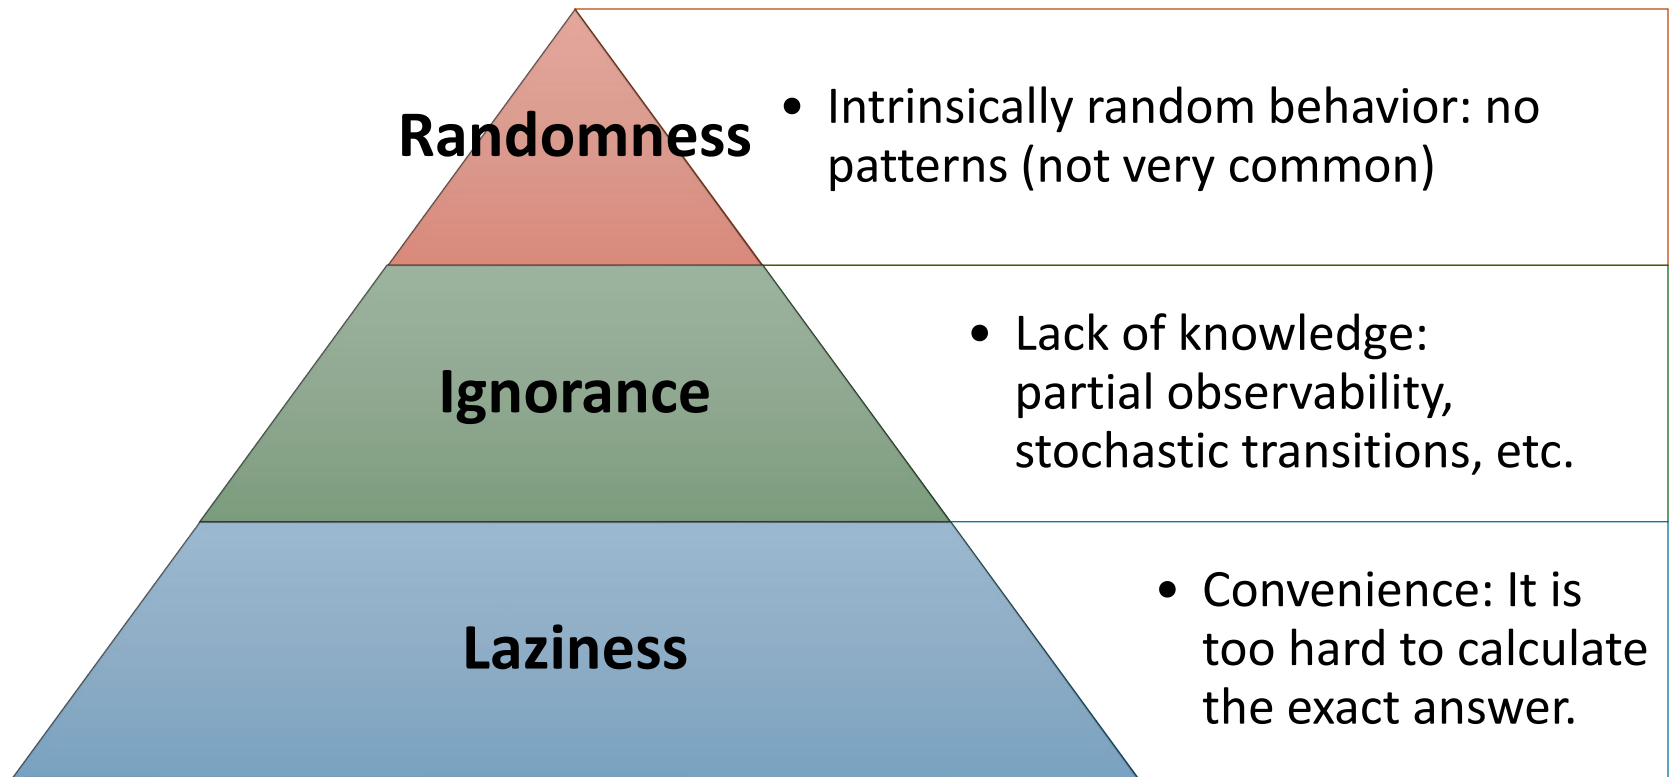 Randomness
• Intrinsically random behavior: no
patterns (not very common)
Ignorance
• Lack of knowledge:
partial observability,
stochastic transitions, etc.
Laziness
• Convenience: It is
too hard to calculate
the exact answer.